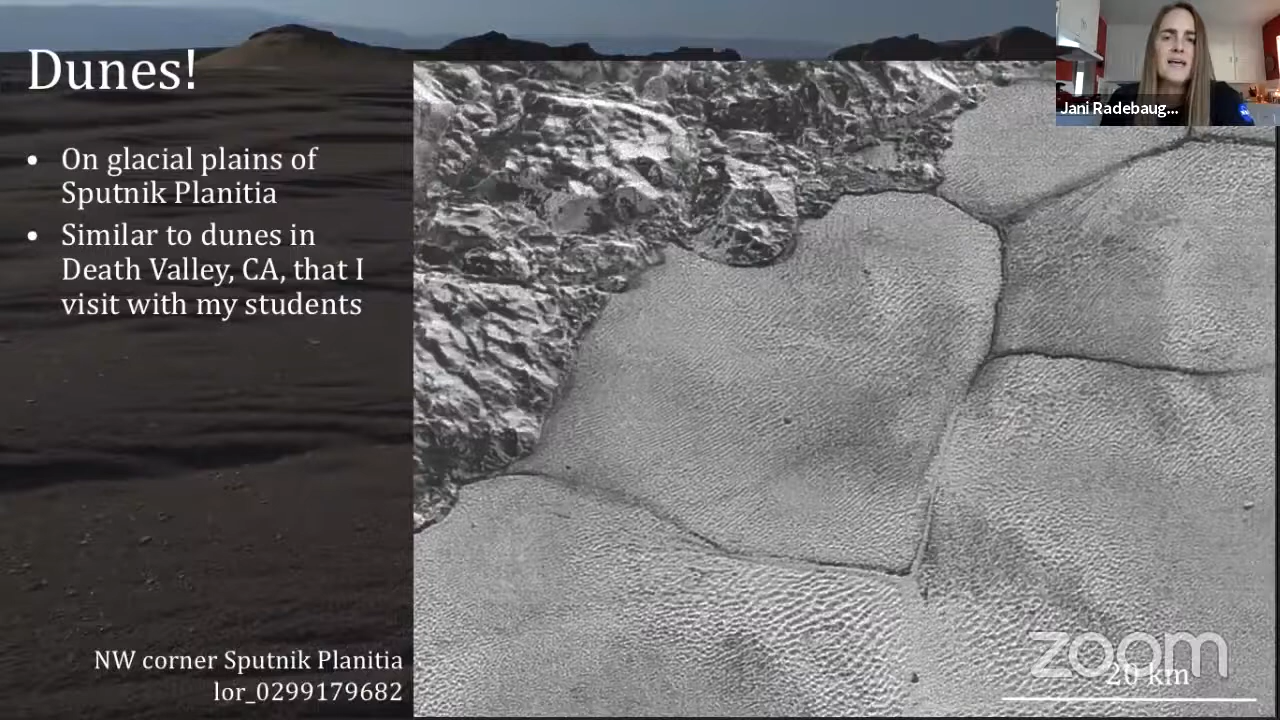 Dunes!
• On glacial plains of
Sputnik Planitia
• Similar to dunes in
Death Valley, CA, that I
visit with my students
NW corner Sputnik Planitia
lor_0299179682
Jani Radebaug...
zoom
20 km